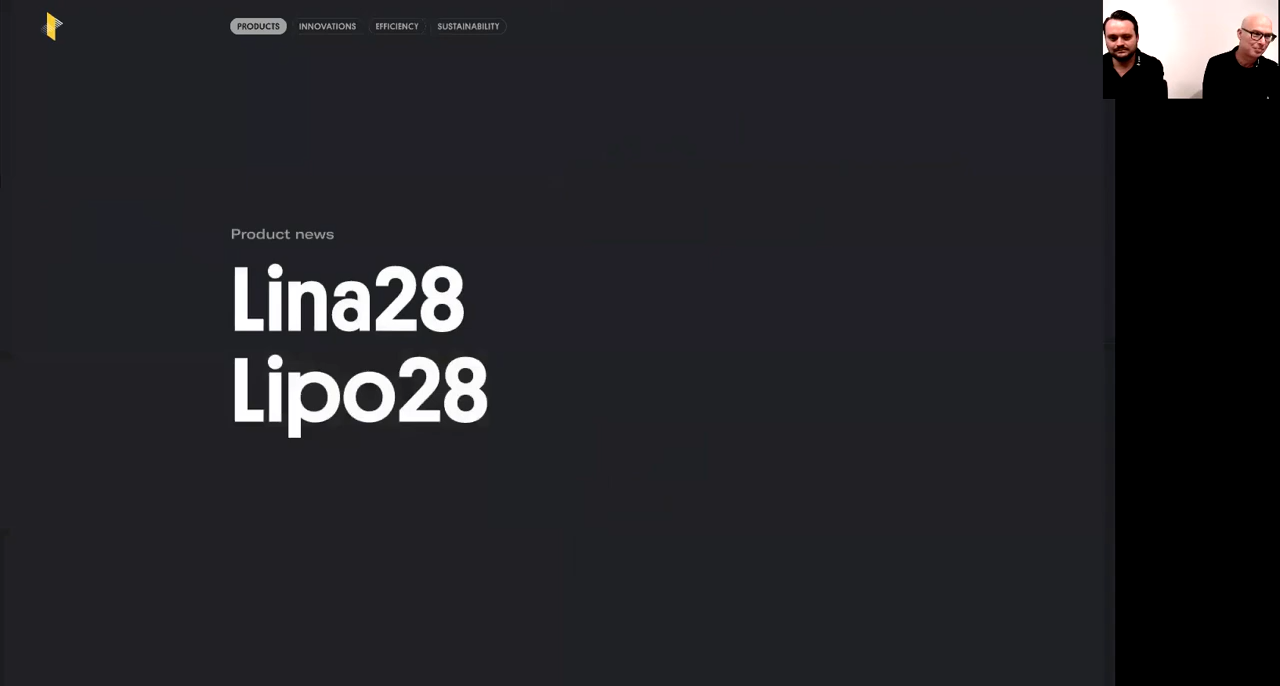 PRODUCTS INNOVATIONS EFFICIENCY SUSTAINABILITY
Product news
Lina28
Lipo28